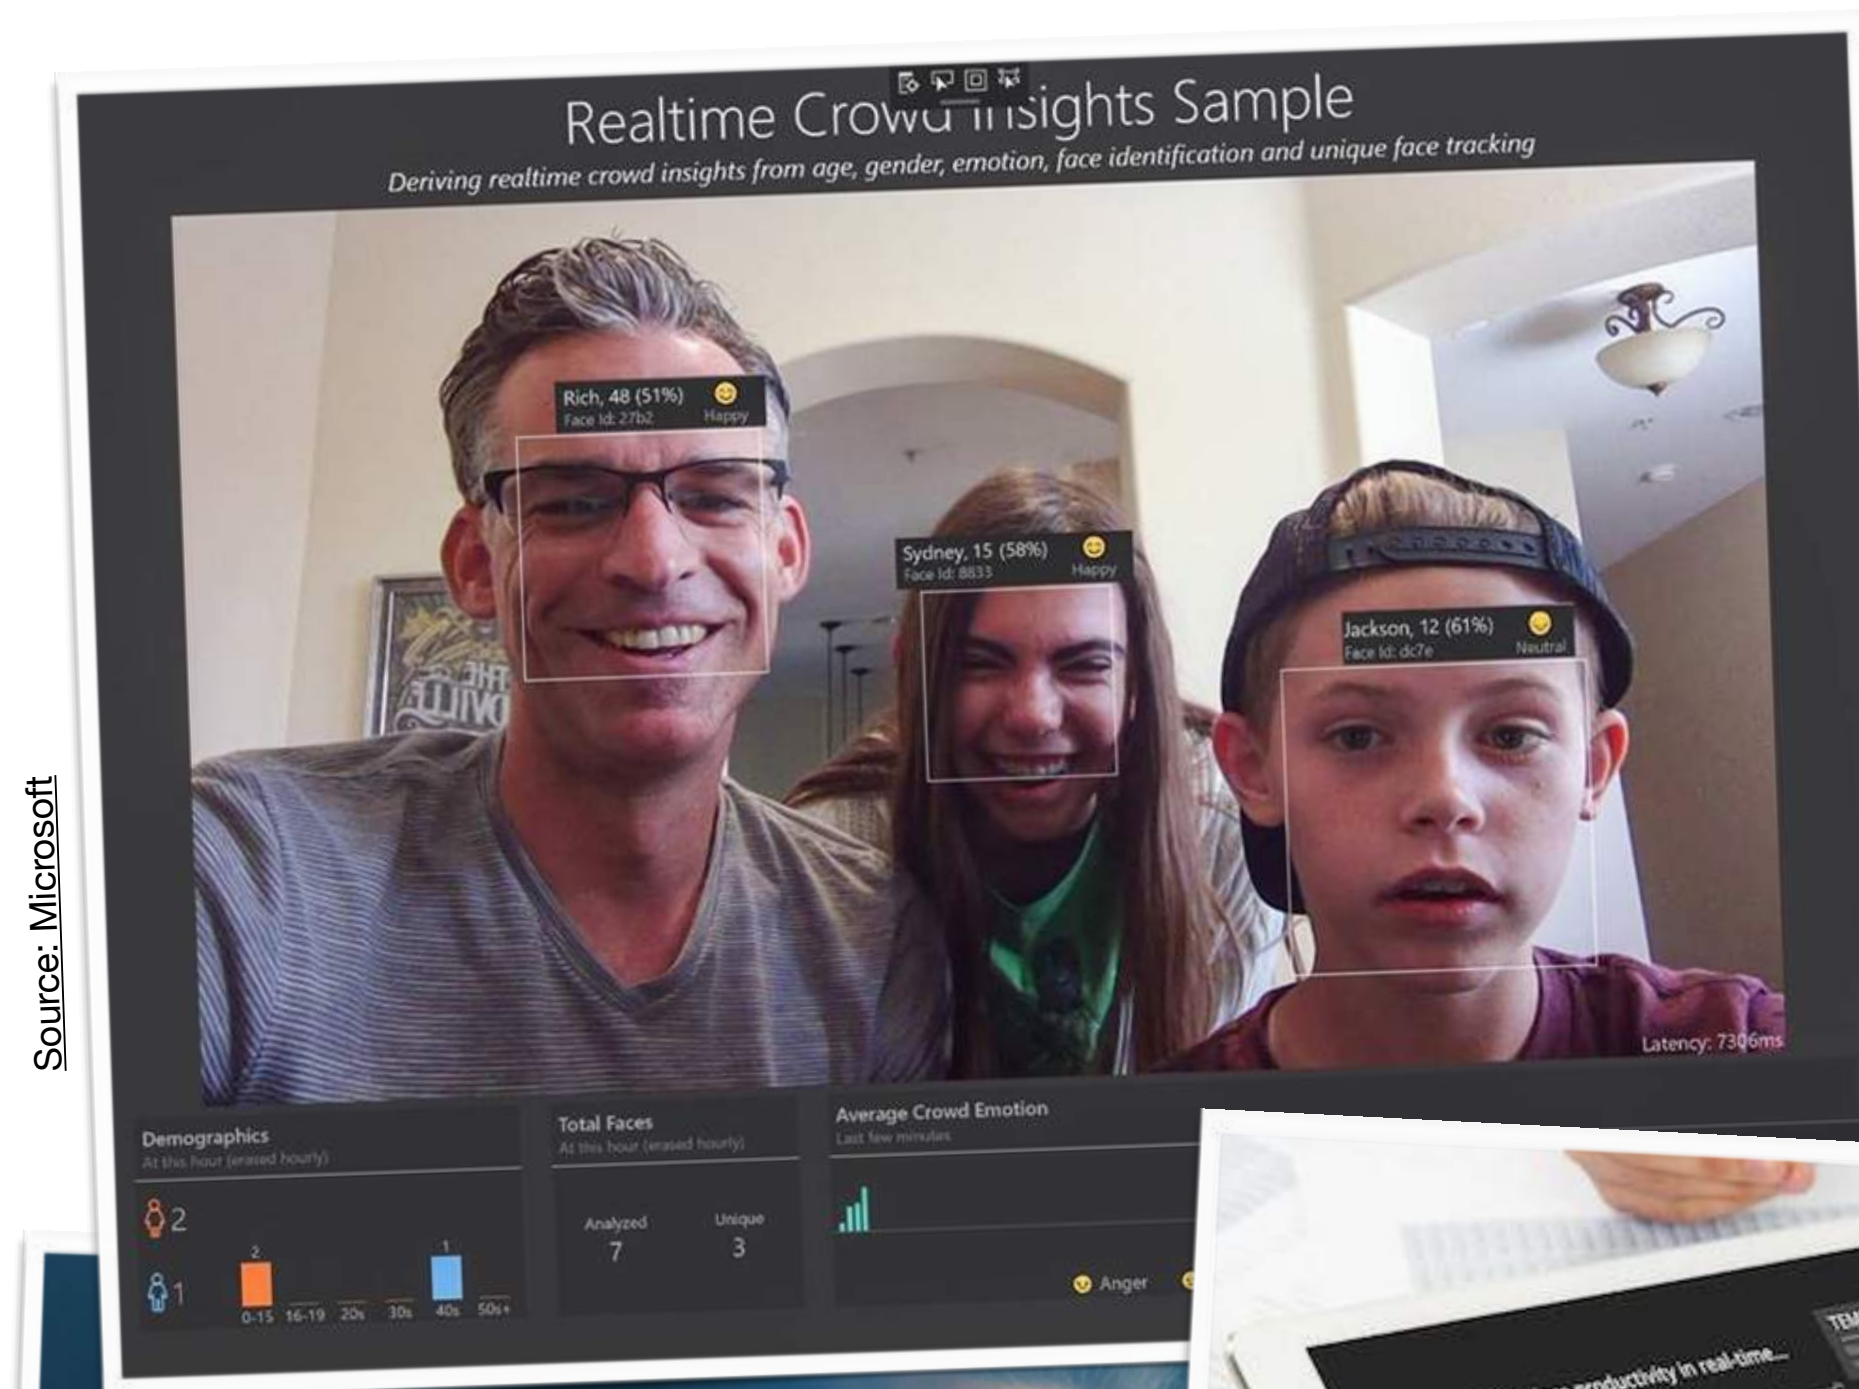 Realtime Crowd Insights Sample
Deriving realtime crowd insights from age, gender, emotion, face identification and unique face tracking
Rich, 48 (51%)
Face Id: 27b2
Happy
Sydney, 15 (58%)
Face Id: 8833
Happy
Jackson, 12 (61%)
Face Id: dc7e
Neutral
THE
Latency: 7306ms
Source: Microsoft
Demographics
At this hour (erased hourly)
2
1
2
1
0-15 16-19 20s 30s 40s 50s+
Total Faces
At this hour (erased hourly)
Analyzed Unique
7 3
Average Crowd Emotion
Last few minutes
Anger
productivity in real-time...